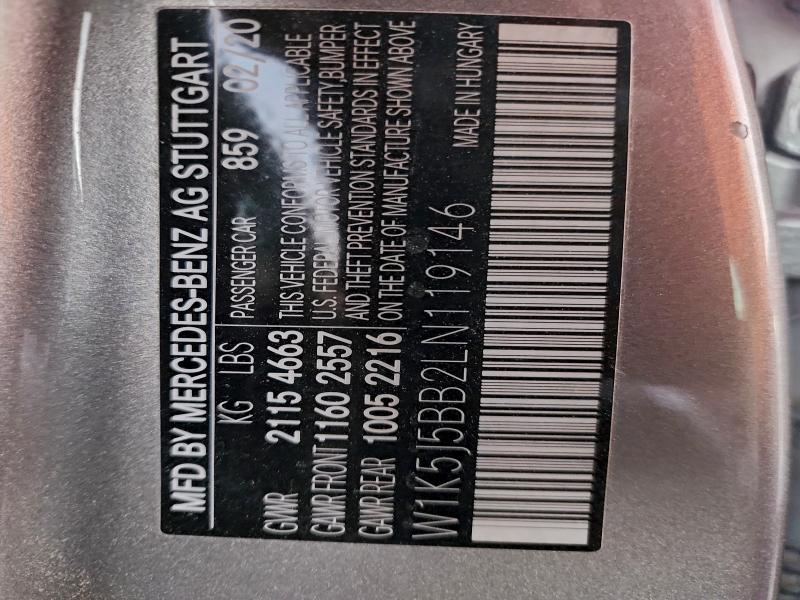 MFD BY MERCEDES-BENZ AG STUTTGART
KG LBS PASSENGER CAR 859 02/20
GWR 2115 4663 THIS VEHICLE CONFORMS TO ALL APPLICABLE
GAWR FRONT 1160 2557 U.S. FEDERAL MOTOR VEHICLE SAFETY,BUMPER
GAWR REAR 1005 2216 AND THEFT PREVENTION STANDARDS IN EFFECT
ON THE DATE OF MANUFACTURE SHOWN ABOVE
W1K5J5BB2LN119146 MADE IN HUNGARY